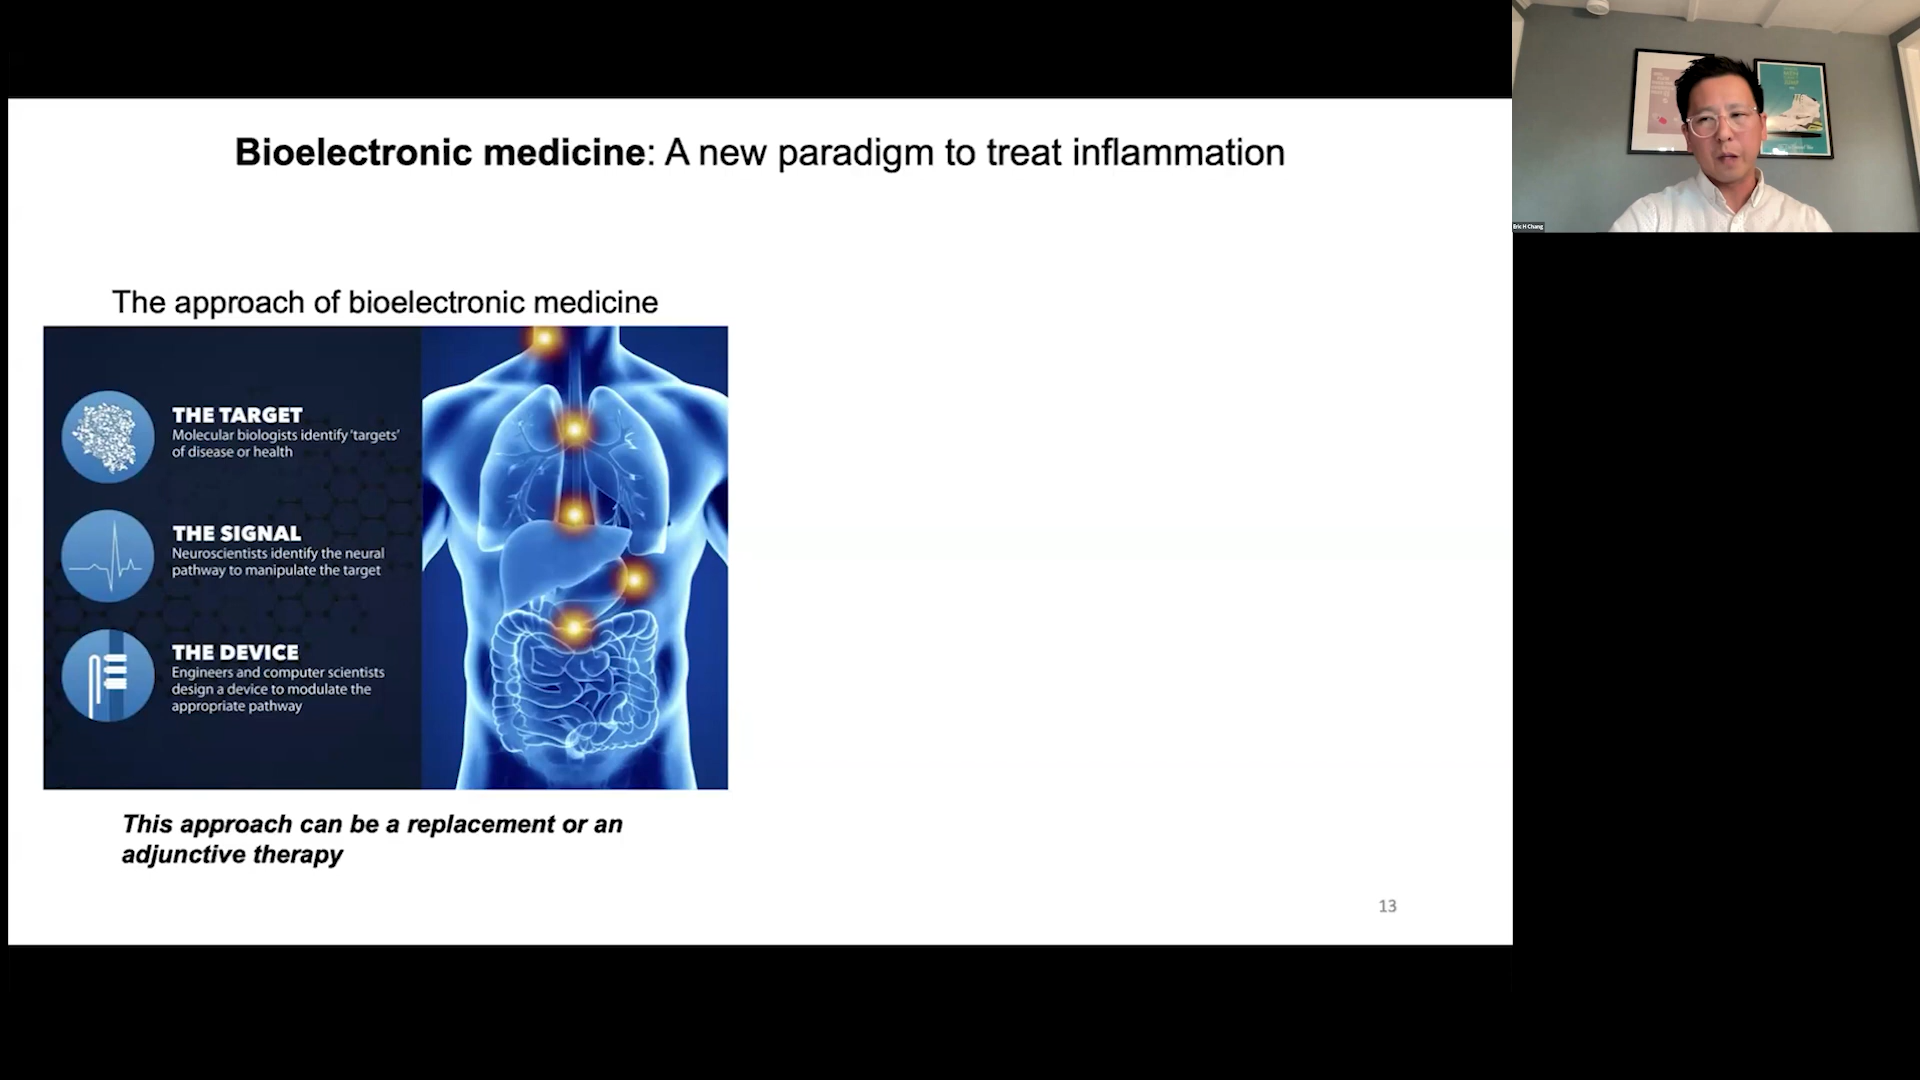 Bioelectronic medicine: A new paradigm to treat inflammation
The approach of bioelectronic medicine
THE TARGET
Molecular biologists identify 'targets'
of disease or health
THE SIGNAL
Neuroscientists identify the neural
pathway to manipulate the target
THE DEVICE
Engineers and computer scientists
design a device to modulate the
appropriate pathway
This approach can be a replacement or an
adjunctive therapy
13
Eric H Chang